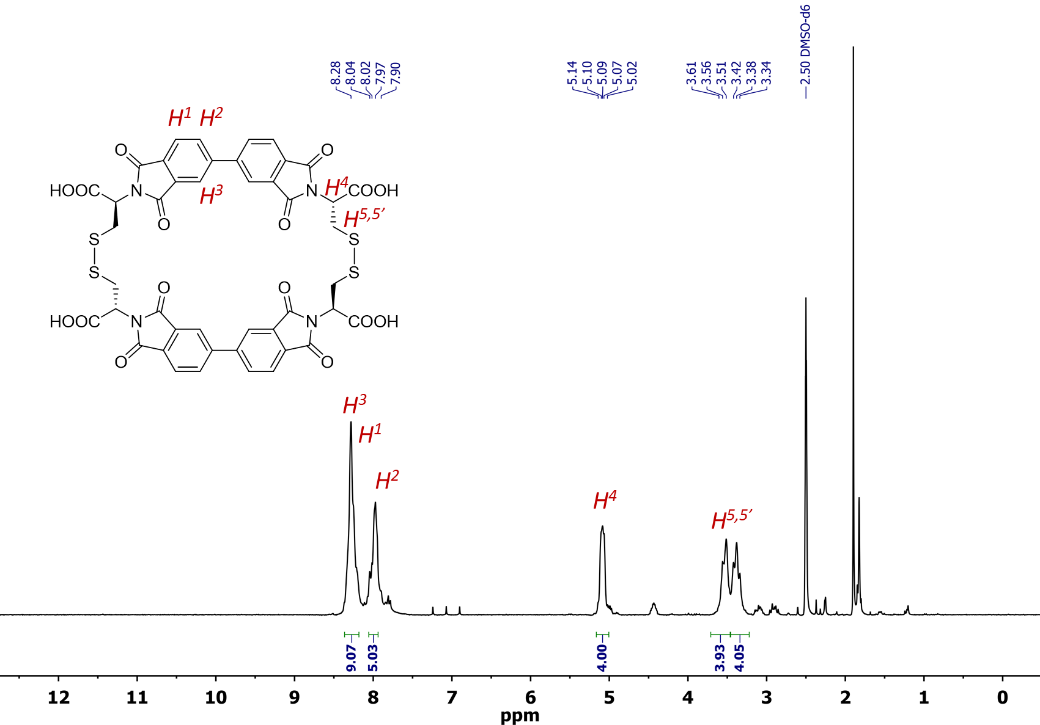 8.28
8.04
8.02
7.97
7.90
5.14
5.10
5.09
5.07
5.02
3.61
3.56
3.51
3.42
3.38
3.34
2.50 DMSO-d6
H1 H2
O O
HOOC N H3 N H4 COOH
O O H5,5’
S S
S S
O O
HOOC N N COOH
O O
H3
H1
H2
H4
H5,5’
9.07
5.03
4.00
3.93
4.05
12 11 10 9 8 7 6 5 4 3 2 1 0
ppm